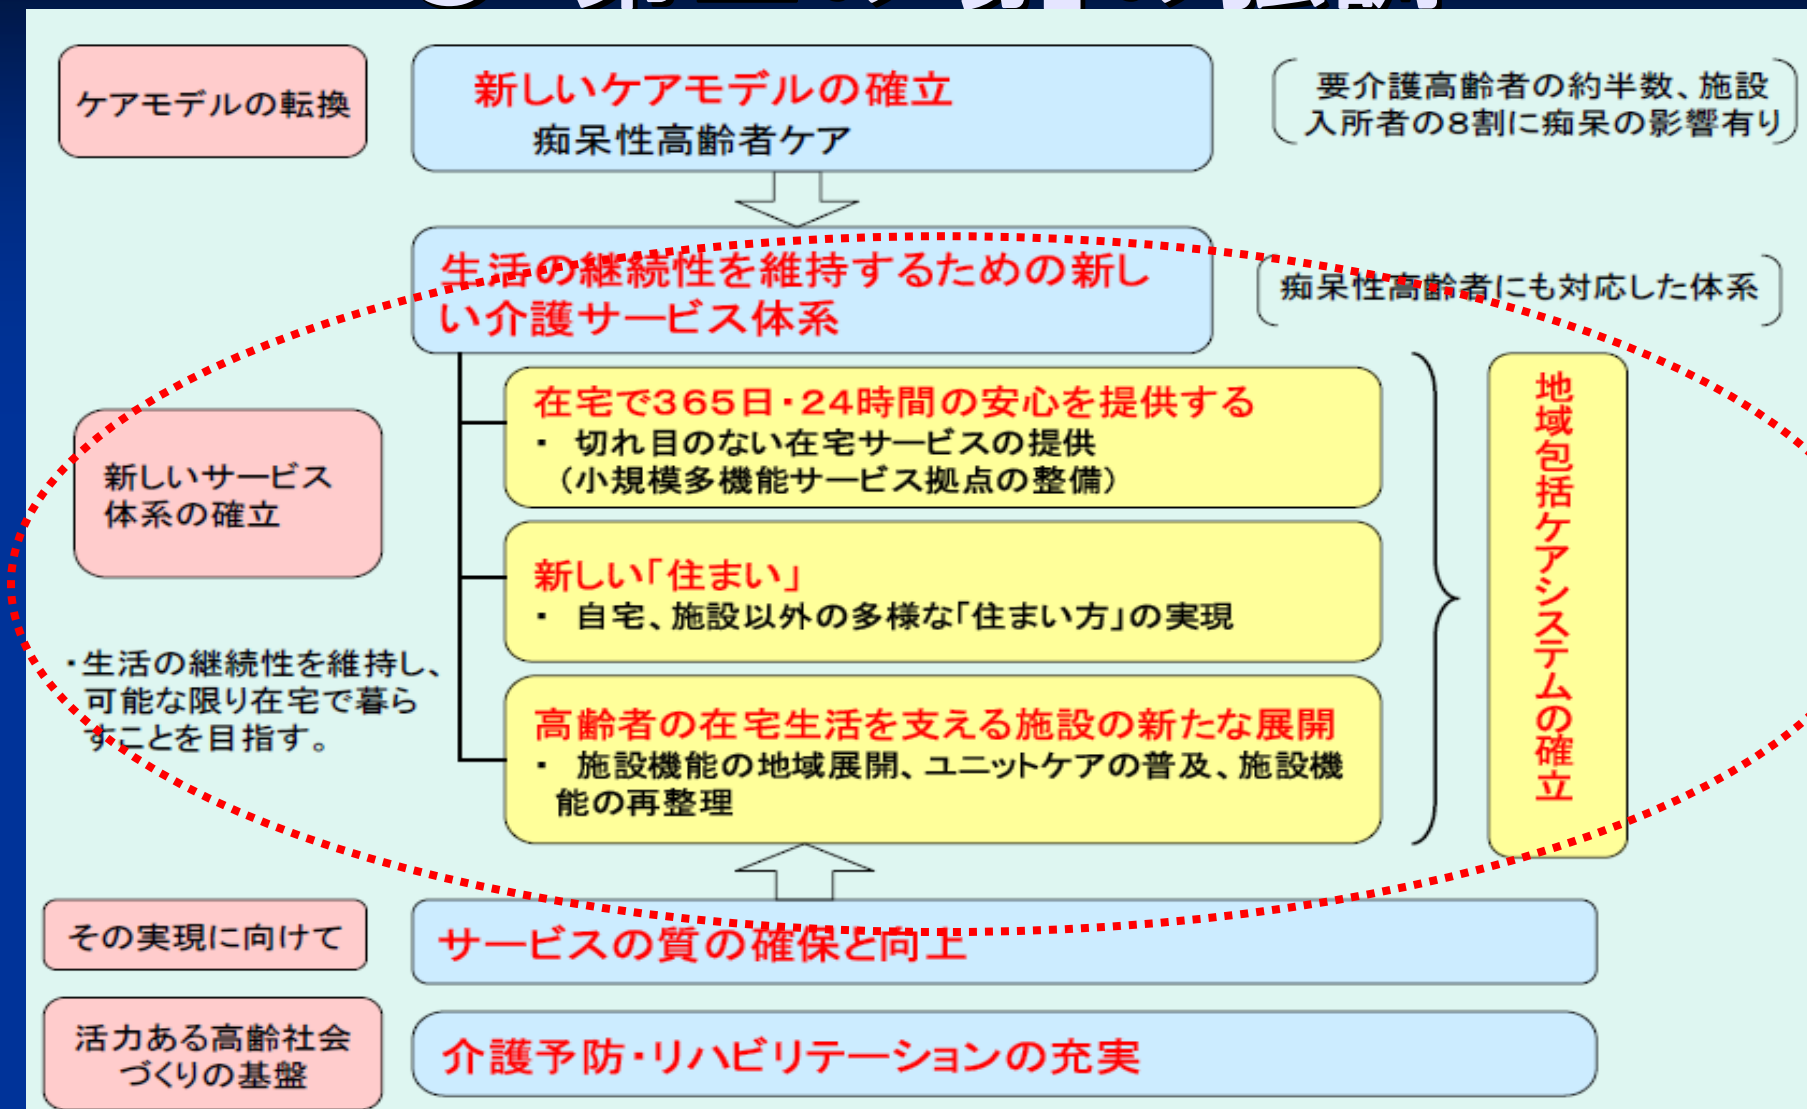 ケアモデルの転換
新しいケアモデルの確立
痴呆性高齢者ケア
要介護高齢者の約半数、施設
入所者の8割に痴呆の影響有り
生活の継続性を維持するための新し
い介護サービス体系
痴呆性高齢者にも対応した体系
新しいサービス
体系の確立
・生活の継続性を維持し、
可能な限り在宅で暮ら
すことを目指す。
在宅で365日・24時間の安心を提供する
・ 切れ目のない在宅サービスの提供
（小規模多機能サービス拠点の整備）
新しい「住まい」
・ 自宅、施設以外の多様な「住まい方」の実現
高齢者の在宅生活を支える施設の新たな展開
・ 施設機能の地域展開、ユニットケアの普及、施設機
能の再整理
地域包括ケアシステムの確立
その実現に向けて
サービスの質の確保と向上
活力ある高齢社会
づくりの基盤
介護予防・リハビリテーションの充実